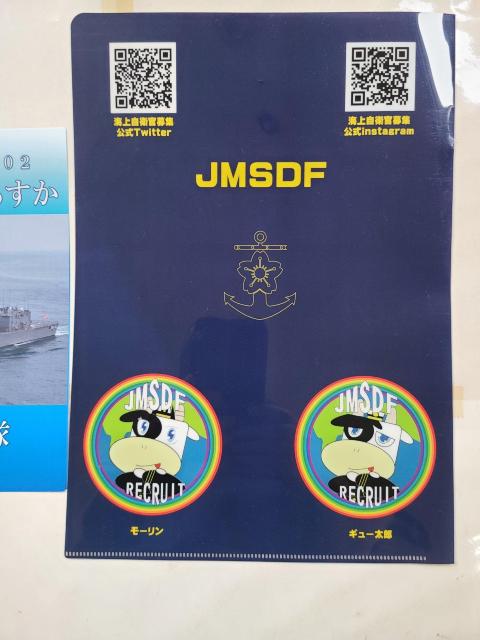 海上自衛官募集
公式Twitter
海上自衛官募集
公式instagram
JMSDF
JMSDF
RECRUIT
モーリン
JMSDF
RECRUIT
ギュー太郎
02
すか
隊